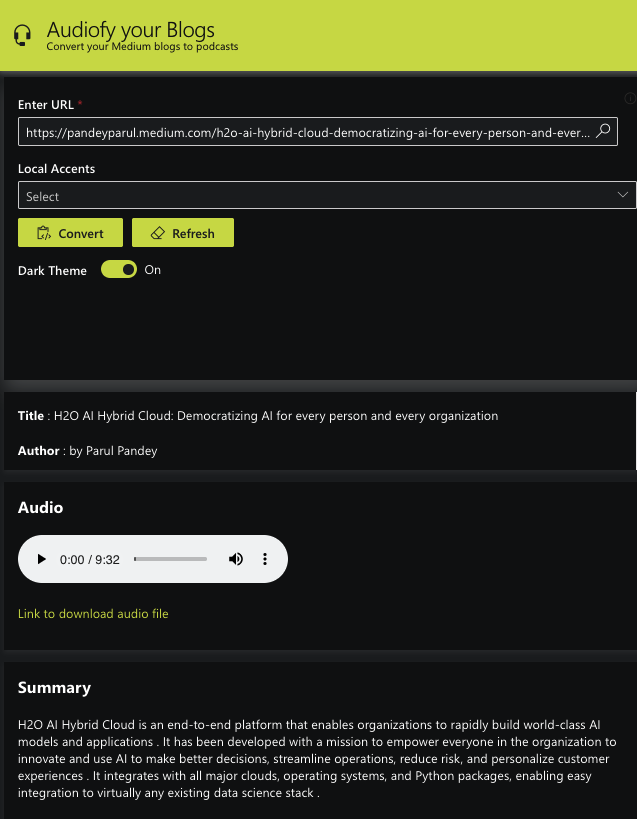 Audiofy your Blogs
Convert your Medium blogs to podcasts
Enter URL *
https://pandeyparul.medium.com/h2o-ai-hybrid-cloud-democratizing-ai-for-every-person-and-ever...
Local Accents
Select
Convert
Refresh
Dark Theme On
Title : H2O AI Hybrid Cloud: Democratizing AI for every person and every organization
Author : by Parul Pandey
Audio
0:00 / 9:32
Link to download audio file
Summary
H2O AI Hybrid Cloud is an end-to-end platform that enables organizations to rapidly build world-class AI
models and applications . It has been developed with a mission to empower everyone in the organization to
innovate and use AI to make better decisions, streamline operations, reduce risk, and personalize customer
experiences . It integrates with all major clouds, operating systems, and Python packages, enabling easy
integration to virtually any existing data science stack .